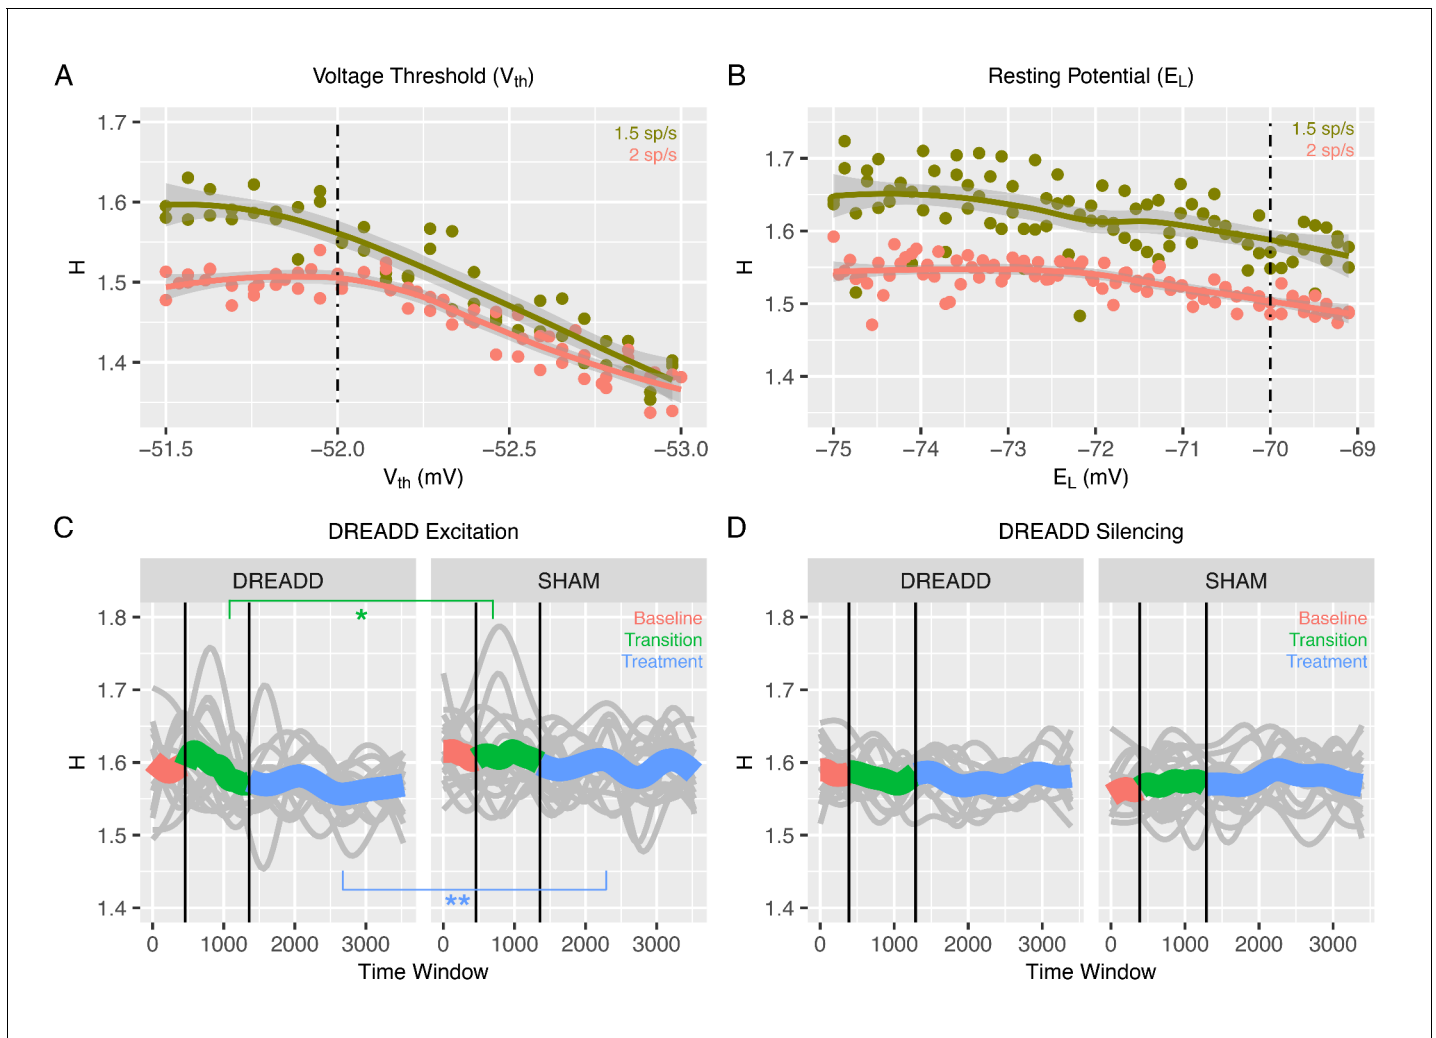 A
Voltage Threshold (Vth)
1.5 sp/s
2 sp/s
1.7
1.6
1.5
1.4
H
−51.5 −52.0 −52.5 −53.0
Vth (mV)
B
Resting Potential (EL)
1.5 sp/s
2 sp/s
1.7
1.6
1.5
1.4
H
−75 −74 −73 −72 −71 −70 −69
EL (mV)
C
DREADD Excitation
DREADD SHAM
*
Baseline
Transition
Treatment
1.8
1.7
1.6
1.5
1.4
H
**
0 1000 2000 3000 0 1000 2000 3000
Time Window
D
DREADD Silencing
DREADD SHAM
Baseline
Transition
Treatment
1.8
1.7
1.6
1.5
1.4
H
0 1000 2000 3000 0 1000 2000 3000
Time Window